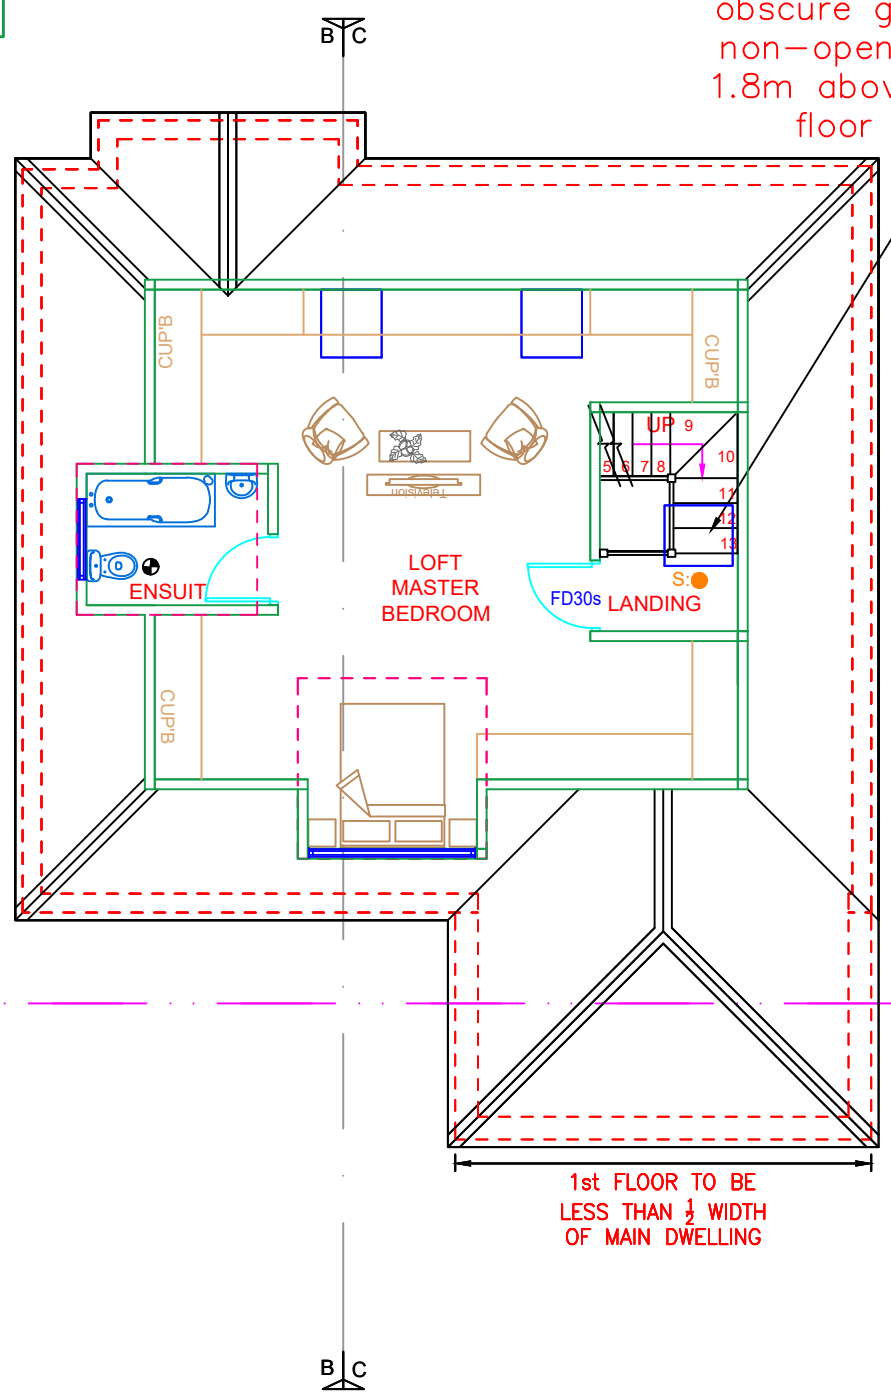 B C
obscure g
non-open
1.8m abov
floor
CUP'B
CUP'B
UP 9
5 6 7 8
10
11
12
13
Television
ENSUIT
LOFT
MASTER
BEDROOM
S:
FD30s
LANDING
CUP'B
1st FLOOR TO BE
LESS THAN ½ WIDTH
OF MAIN DWELLING
B C